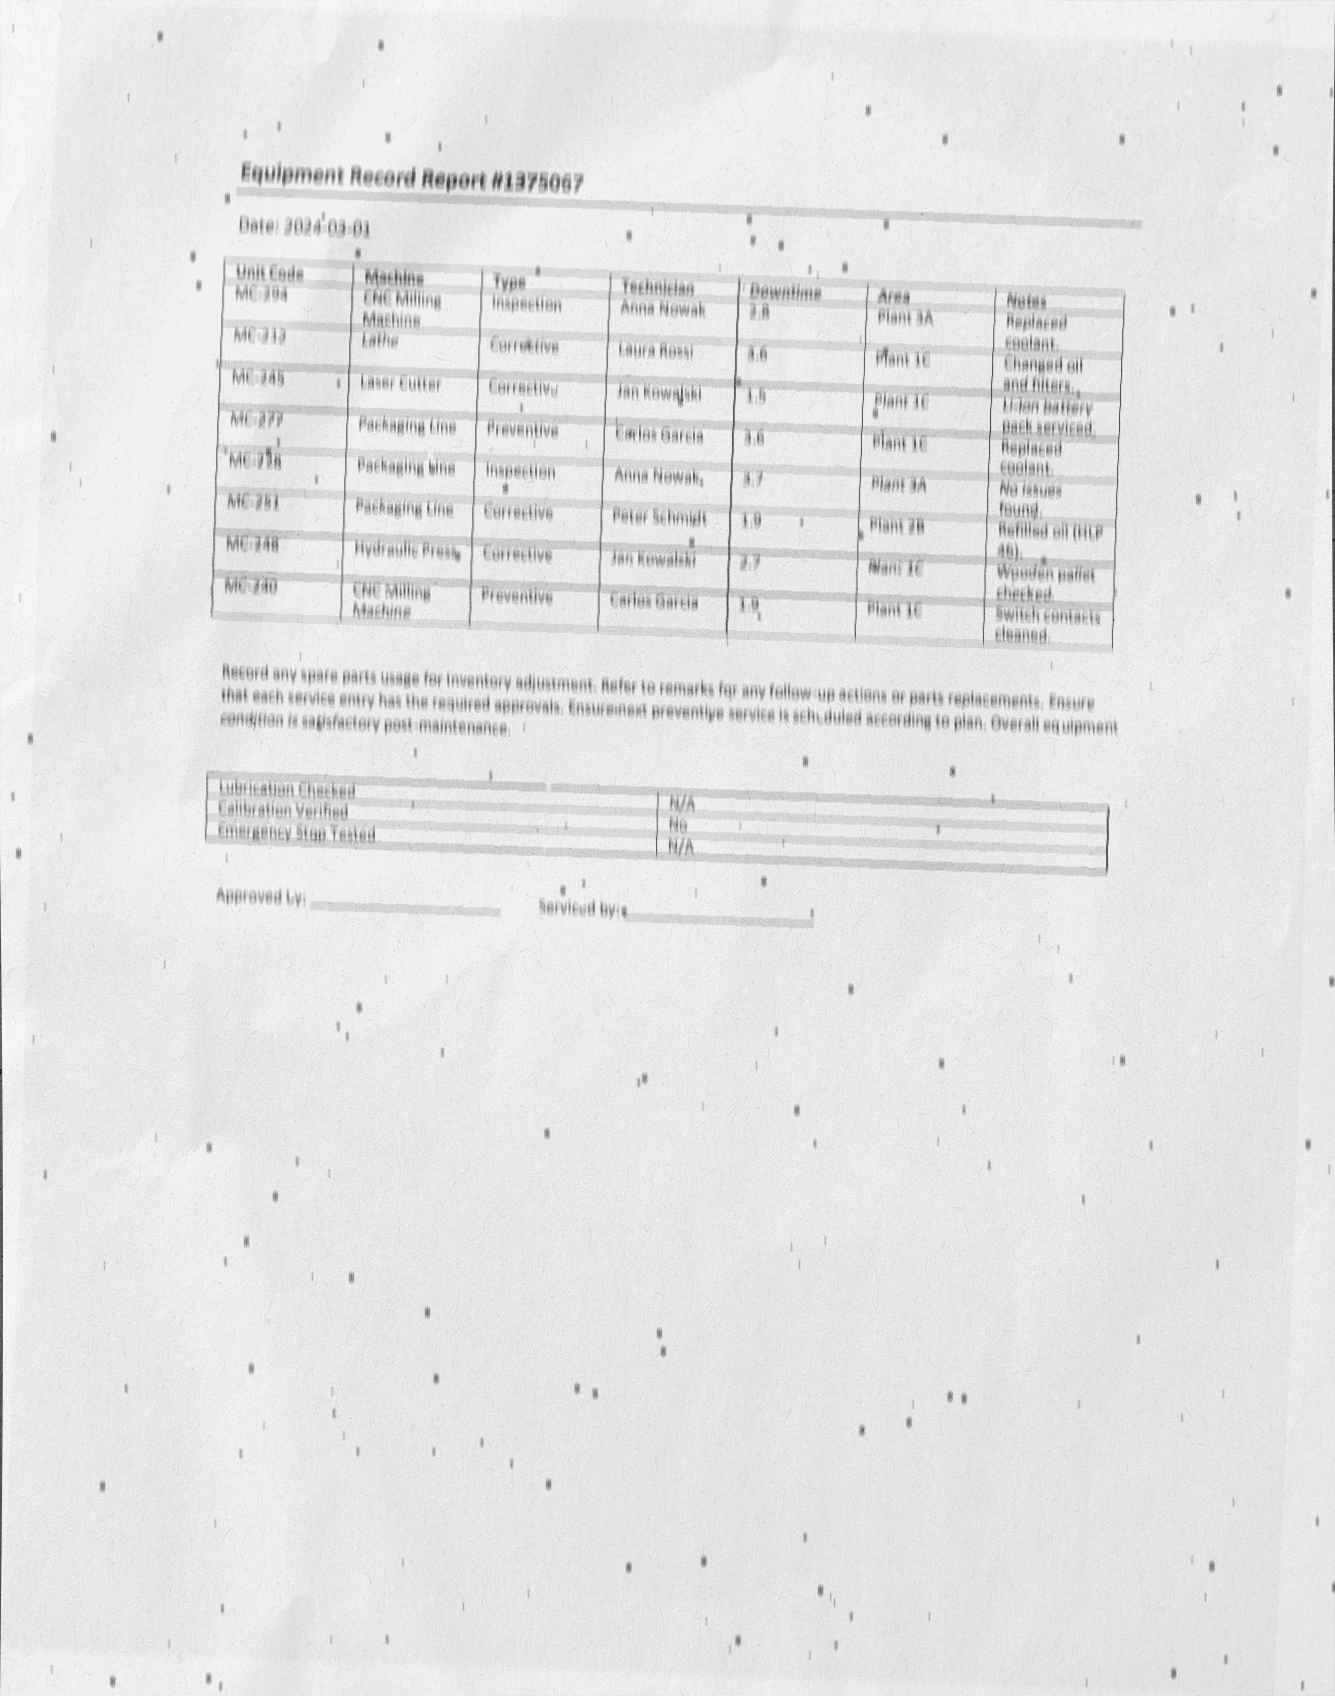 Equipment Record Report #1375067
Date: 2024-03-01
Unit Code Machine Type Technician Downtime Area Notes
MC-294 CNC Milling Machine Inspection Anna Nowak 2.8 Plant 3A Replaced coolant.
Lathe Corrective Laura Rossi 3.6 Plant 1C Changed oil and filters.
MC-245 Laser Cutter Corrective Jan Kowalski 1.5 Plant 1C Li-ion battery pack serviced.
MC-277 Packaging Line Preventive Carlos Garcia 3.6 Plant 1C Replaced coolant.
Packaging Line Inspection Anna Nowak 3.7 Plant 3A No issues found.
MC-251 Packaging Line Corrective Peter Schmidt 1.9 Plant 2B Refilled oil (HLP 46).
MC-248 Hydraulic Press Corrective Jan Kowalski 2.7 Plant 1C Wooden pallet checked.
MC-240 CNC Milling Machine Preventive Carlos Garcia 1.9 Plant 1C Switch contacts cleaned.
Record any spare parts usage for inventory adjustment. Refer to remarks for any follow-up actions or parts replacements. Ensure
that each service entry has the required approvals. Ensure next preventive service is scheduled according to plan. Overall equipment
condition is satisfactory post-maintenance.
Lubrication Checked N/A
Calibration Verified No
Emergency Stop Tested N/A
Approved by: Serviced by: